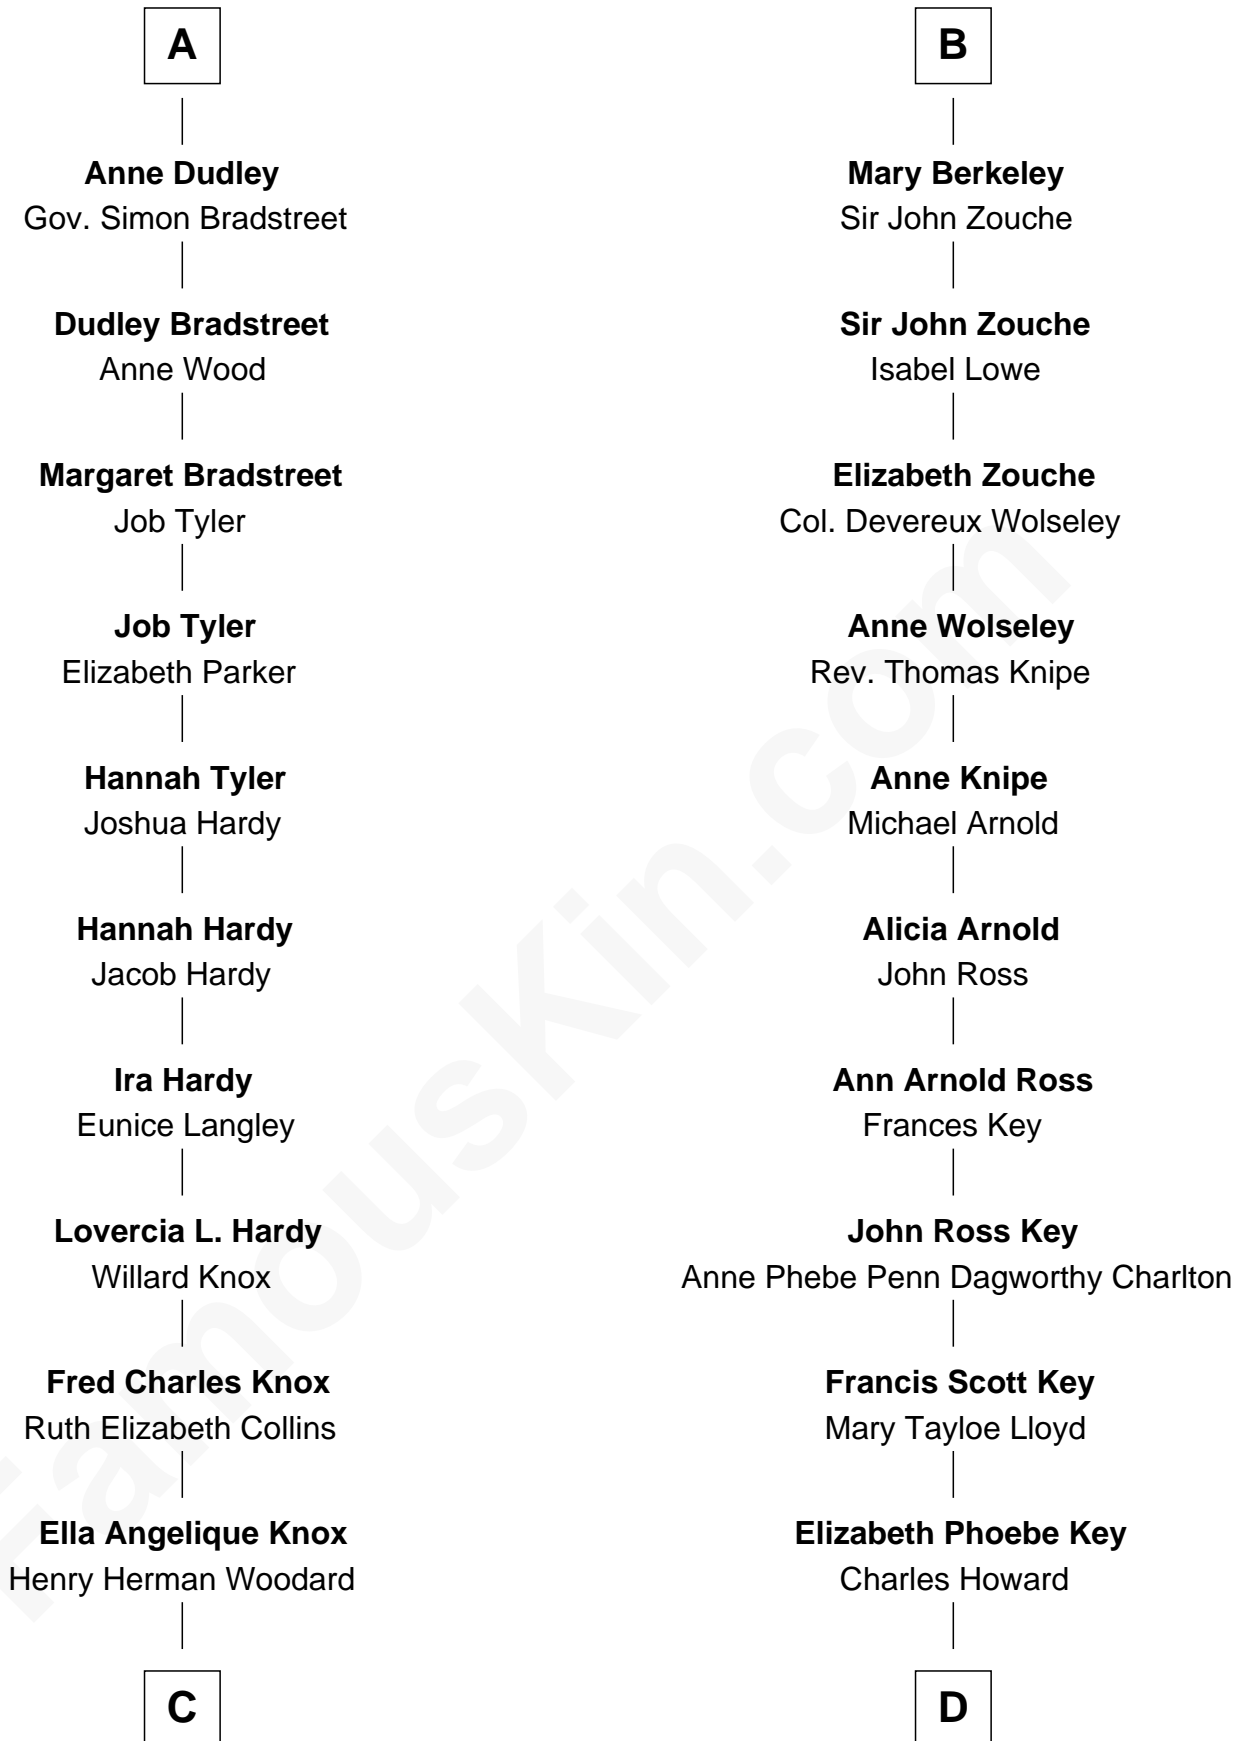 A
Anne Dudley
Gov. Simon Bradstreet
Dudley Bradstreet
Anne Wood
Margaret Bradstreet
Job Tyler
Job Tyler
Elizabeth Parker
Hannah Tyler
Joshua Hardy
Hannah Hardy
Jacob Hardy
Ira Hardy
Eunice Langley
Lovercia L. Hardy
Willard Knox
Fred Charles Knox
Ruth Elizabeth Collins
Ella Angelique Knox
Henry Herman Woodard
C
B
Mary Berkeley
Sir John Zouche
Sir John Zouche
Isabel Lowe
Elizabeth Zouche
Col. Devereux Wolseley
Anne Wolseley
Rev. Thomas Knipe
Anne Knipe
Michael Arnold
Alicia Arnold
John Ross
Ann Arnold Ross
Frances Key
John Ross Key
Anne Phebe Penn Dagworthy Charlton
Francis Scott Key
Mary Tayloe Lloyd
Elizabeth Phoebe Key
Charles Howard
D
FamousKin.com